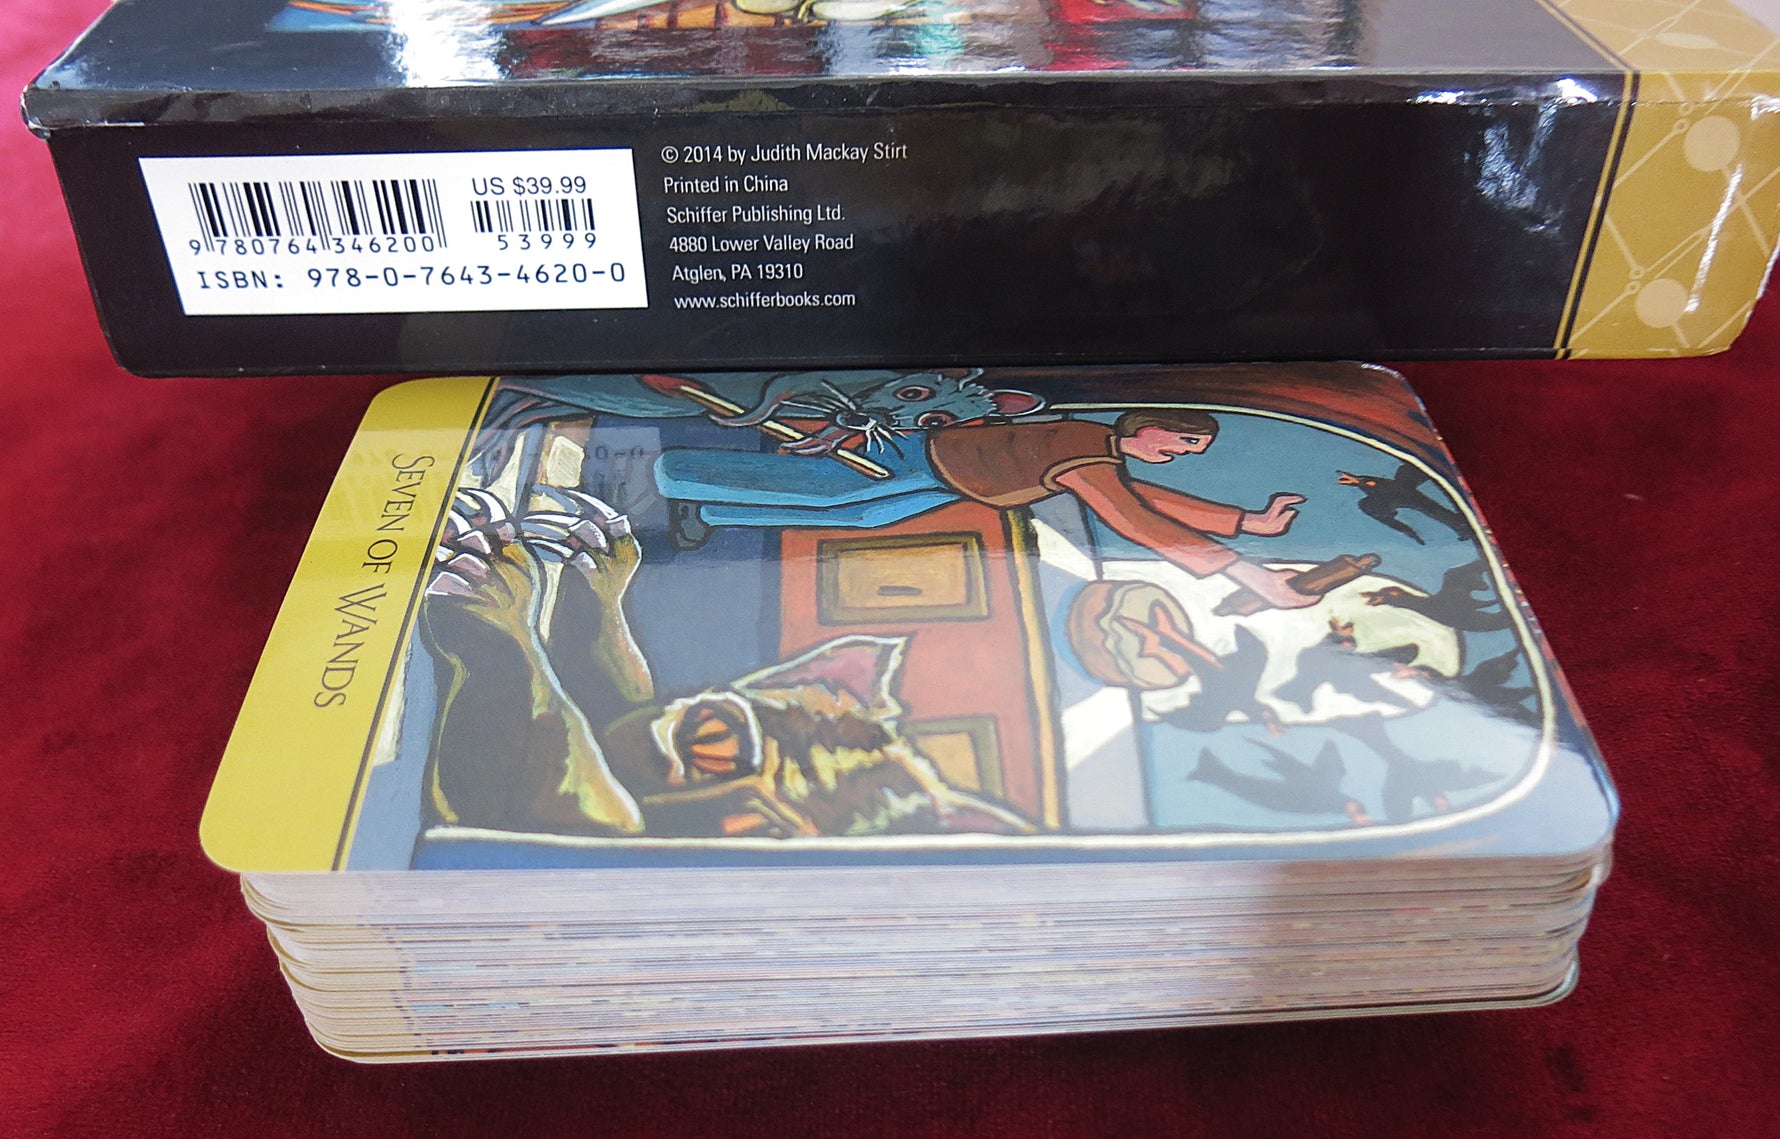 US $39.99
9 780764 346200
53999
ISBN: 978-0-7643-4620-0
© 2014 by Judith Mackay Stirt
Printed in China
Schiffer Publishing Ltd.
4880 Lower Valley Road
Atglen, PA 19310
www.schifferbooks.com
SEVEN OF WANDS